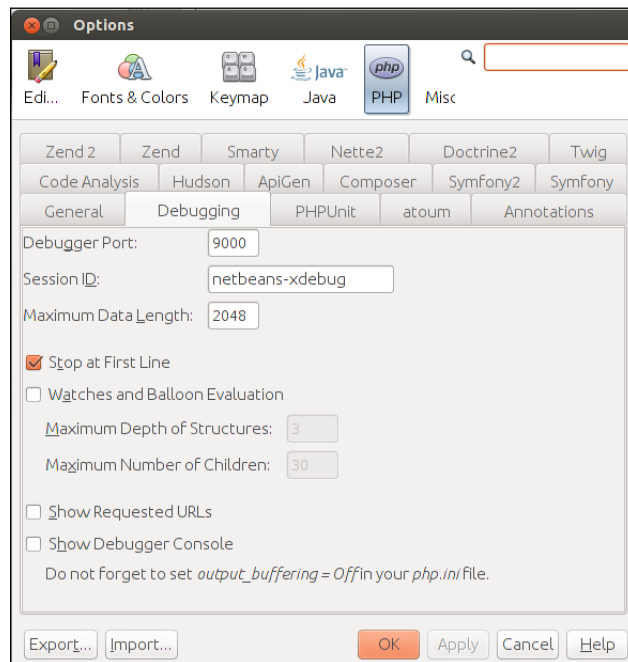 Options
php
Java
Edi... Fonts & Colors Keymap Java PHP Misc
Zend 2 Zend Smarty Nette2 Doctrine2 Twig
Code Analysis Hudson ApiGen Composer Symfony2 Symfony
General Debugging PHPUnit atoum Annotations
Debugger Port: 9000
Session ID: netbeans-xdebug
Maximum Data Length: 2048
Stop at First Line
Watches and Balloon Evaluation
Maximum Depth of Structures: 3
Maximum Number of Children: 30
Show Requested URLs
Show Debugger Console
Do not forget to set output_buffering = Off in your php.ini file.
Export... Import... OK Apply Cancel Help